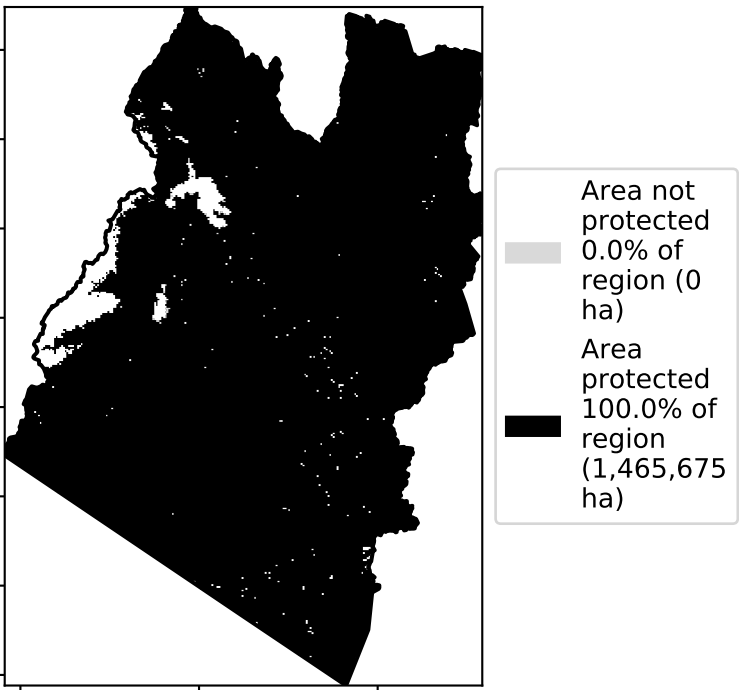 Area not
protected
0.0% of
region (0
ha)
Area
protected
100.0% of
region
(1,465,675
ha)